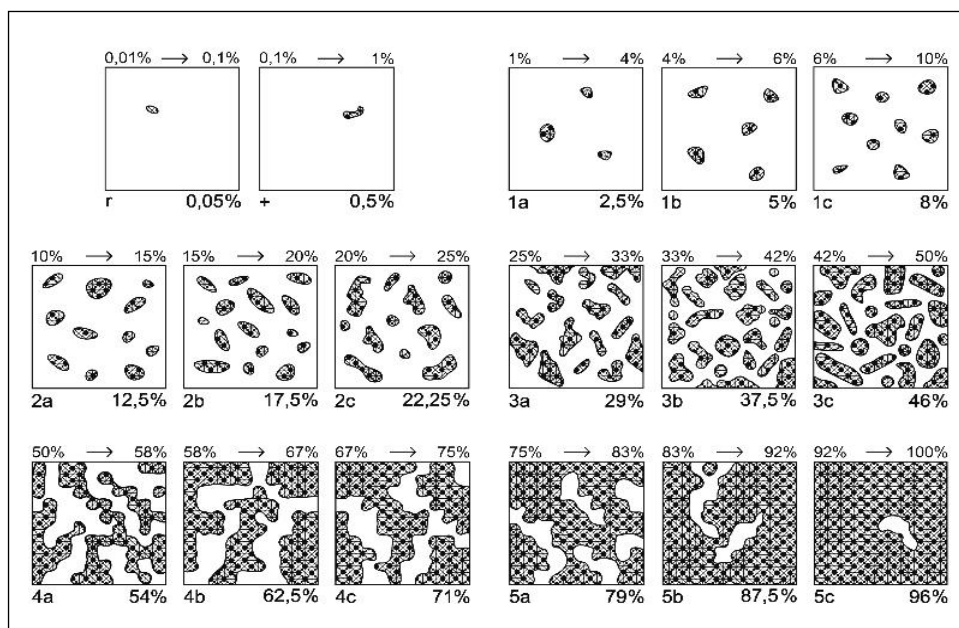 0,01% → 0,1% 0,1% → 1% 1% → 4% 4% → 6% 6% → 10%
r 0,05% + 0,5% 1a 2,5% 1b 5% 1c 8%
10% → 15% 15% → 20% 20% → 25% 25% → 33% 33% → 42% 42% → 50%
2a 12,5% 2b 17,5% 2c 22,25% 3a 29% 3b 37,5% 3c 46%
50% → 58% 58% → 67% 67% → 75% 75% → 83% 83% → 92% 92% → 100%
4a 54% 4b 62,5% 4c 71% 5a 79% 5b 87,5% 5c 96%